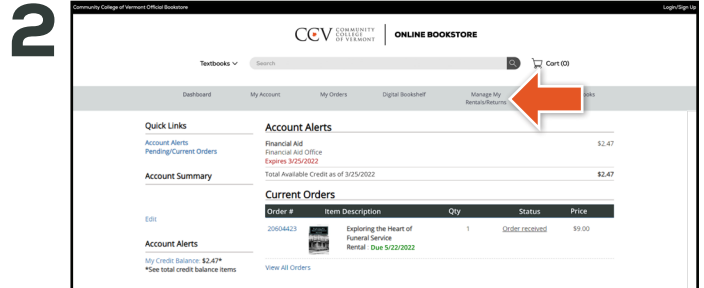 2
Community College of Vermont Official Bookstore
Login/Sign Up
CCV COMMUNITY COLLEGE OF VERMONT ONLINE BOOKSTORE
Textbooks
Search
Cart (0)
Dashboard
My Account
My Orders
Digital Bookshelf
Manage My
Rentals/Returns
Quick Links
Account Alerts
Pending/Current Orders
Account Summary
Edit
Account Alerts
My Credit Balance: $2.47*
*See total credit balance items
Account Alerts
Financial Aid $2.47
Financial Aid Office
Expires 3/25/2022
Total Available Credit as of 3/25/2022 $2.47
Current Orders
Order # Item Description Qty Status Price
20604423 Exploring the Heart of 1 Order received $9.00
Funeral Service
Rental : Due 5/22/2022
View All Orders